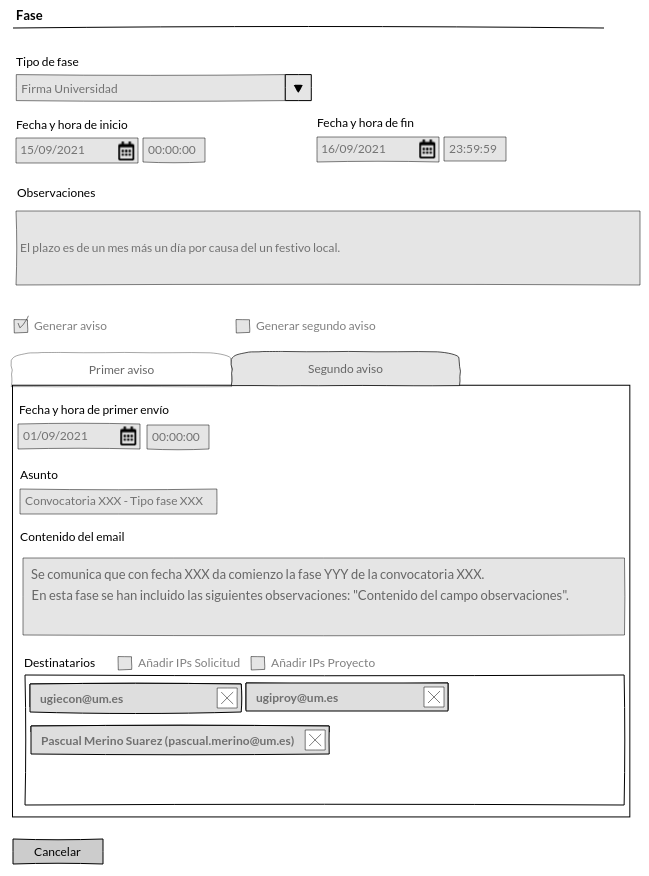 Fase
Tipo de fase
Firma Universidad
Fecha y hora de inicio
Fecha y hora de fin
15/09/2021
00:00:00
16/09/2021
23:59:59
Observaciones
El plazo es de un mes más un día por causa del un festivo local.
Generar aviso
Generar segundo aviso
Primer aviso
Segundo aviso
Fecha y hora de primer envío
01/09/2021
00:00:00
Asunto
Convocatoria XXX - Tipo fase XXX
Contenido del email
Se comunica que con fecha XXX da comienzo la fase YYY de la convocatoria XXX.
En esta fase se han incluido las siguientes observaciones: "Contenido del campo observaciones".
Destinatarios
Añadir IPs Solicitud
Añadir IPs Proyecto
ugiecon@um.es
ugiproy@um.es
Pascual Merino Suarez (pascual.merino@um.es)
Cancelar